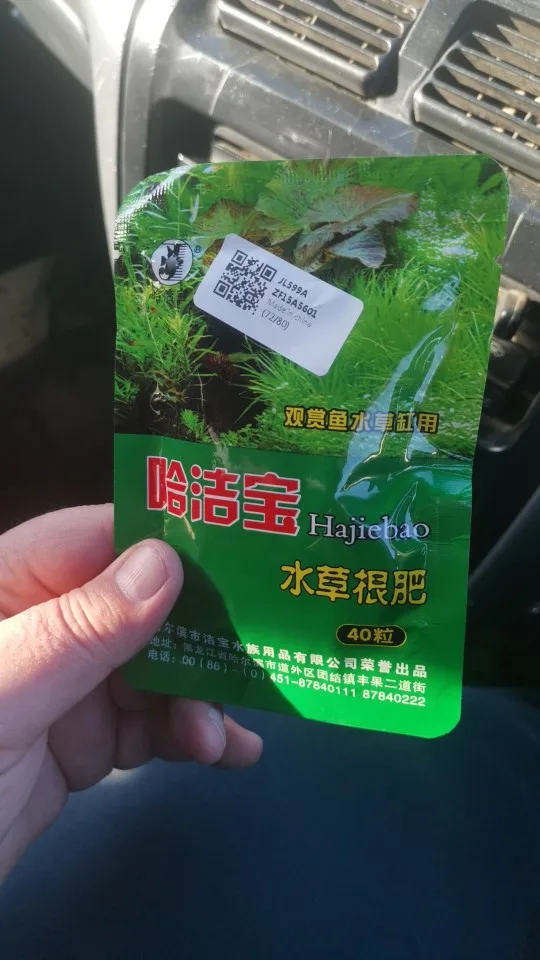 JL599A
ZF15A5601
Made in china
(72/80)
观赏鱼水草缸用
哈洁宝 Hajiebao
水草根肥
40粒
尔滨市洁宝水族用品有限公司荣誉出品
地址：黑龙江省哈尔滨市道外区团结镇丰果二道街
电话：00(86)-(0)451-87840111 87840222